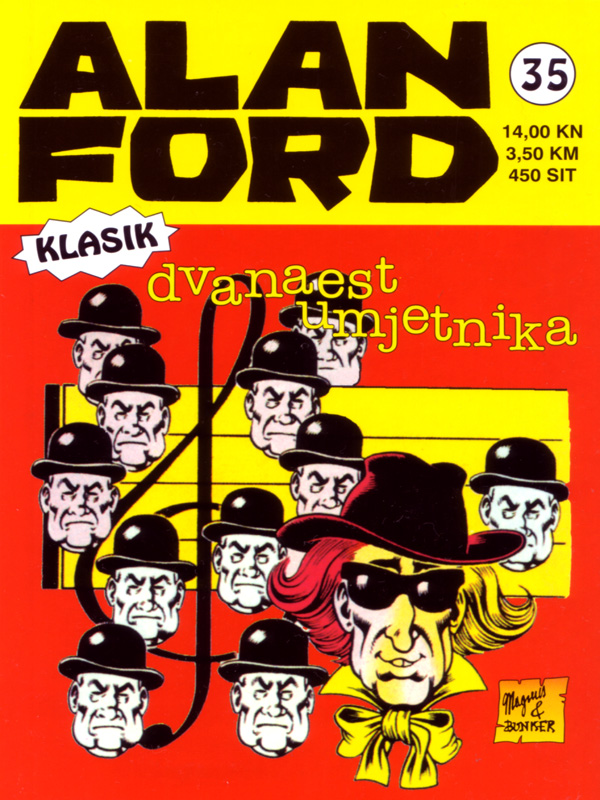 ALAN
FORD
35
14,00 KN
3,50 KM
450 SIT
KLASIK
dvanaest
umjetnika
Magnus
&
BUNKER